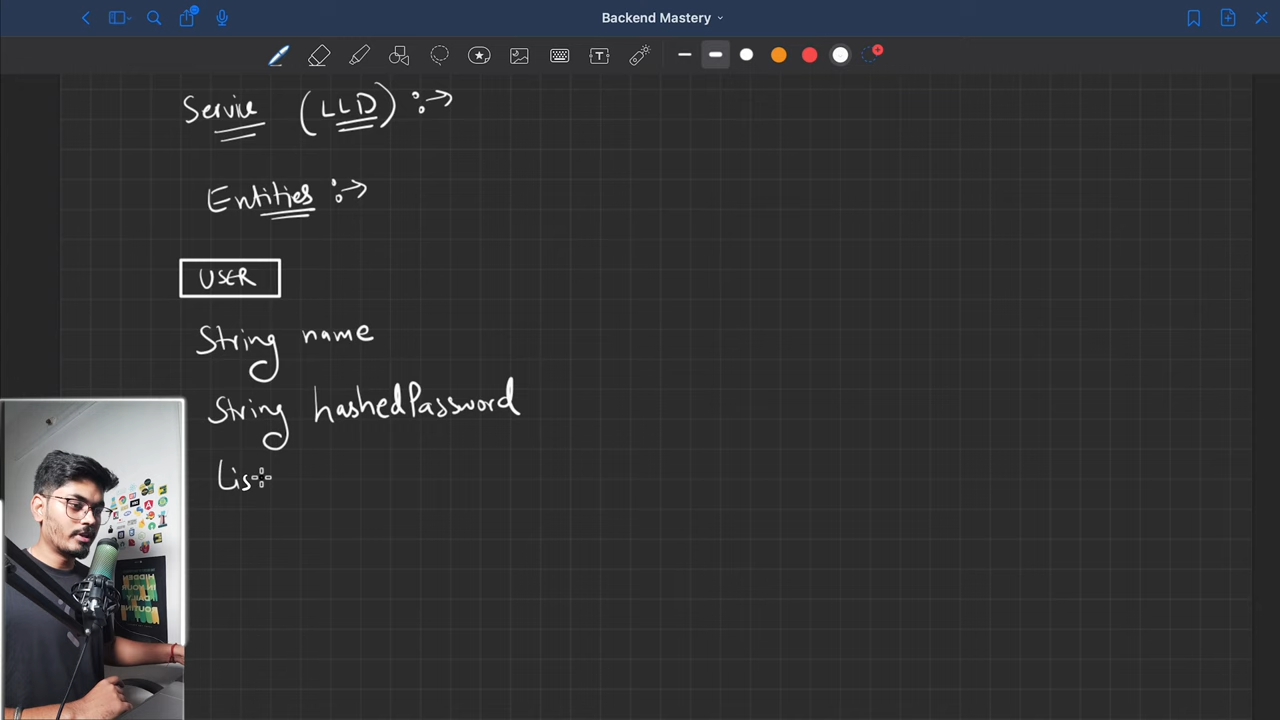 Backend Mastery
Service (LLD) :→
Entities :→
USER
String name
String hashedPassword
Lis